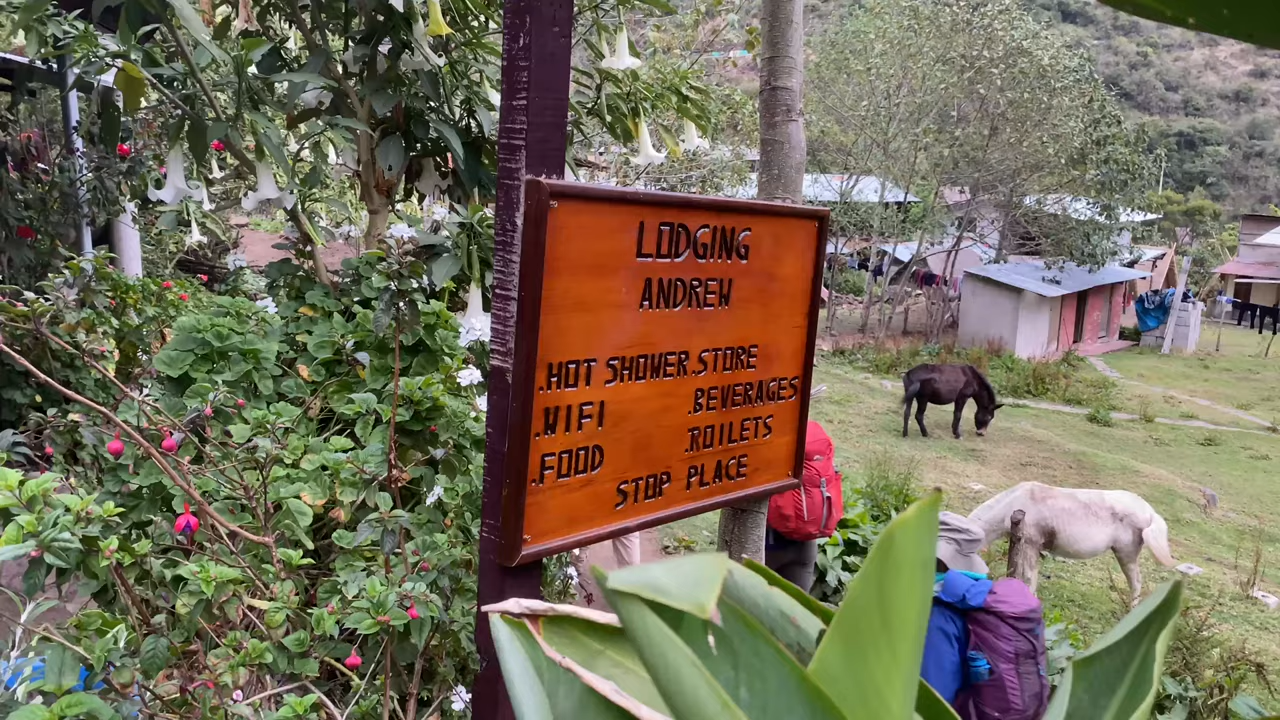 LODGING
ANDREW
.HOT SHOWER .STORE
.WIFI .BEVERAGES
.FOOD .ROILETS
STOP PLACE